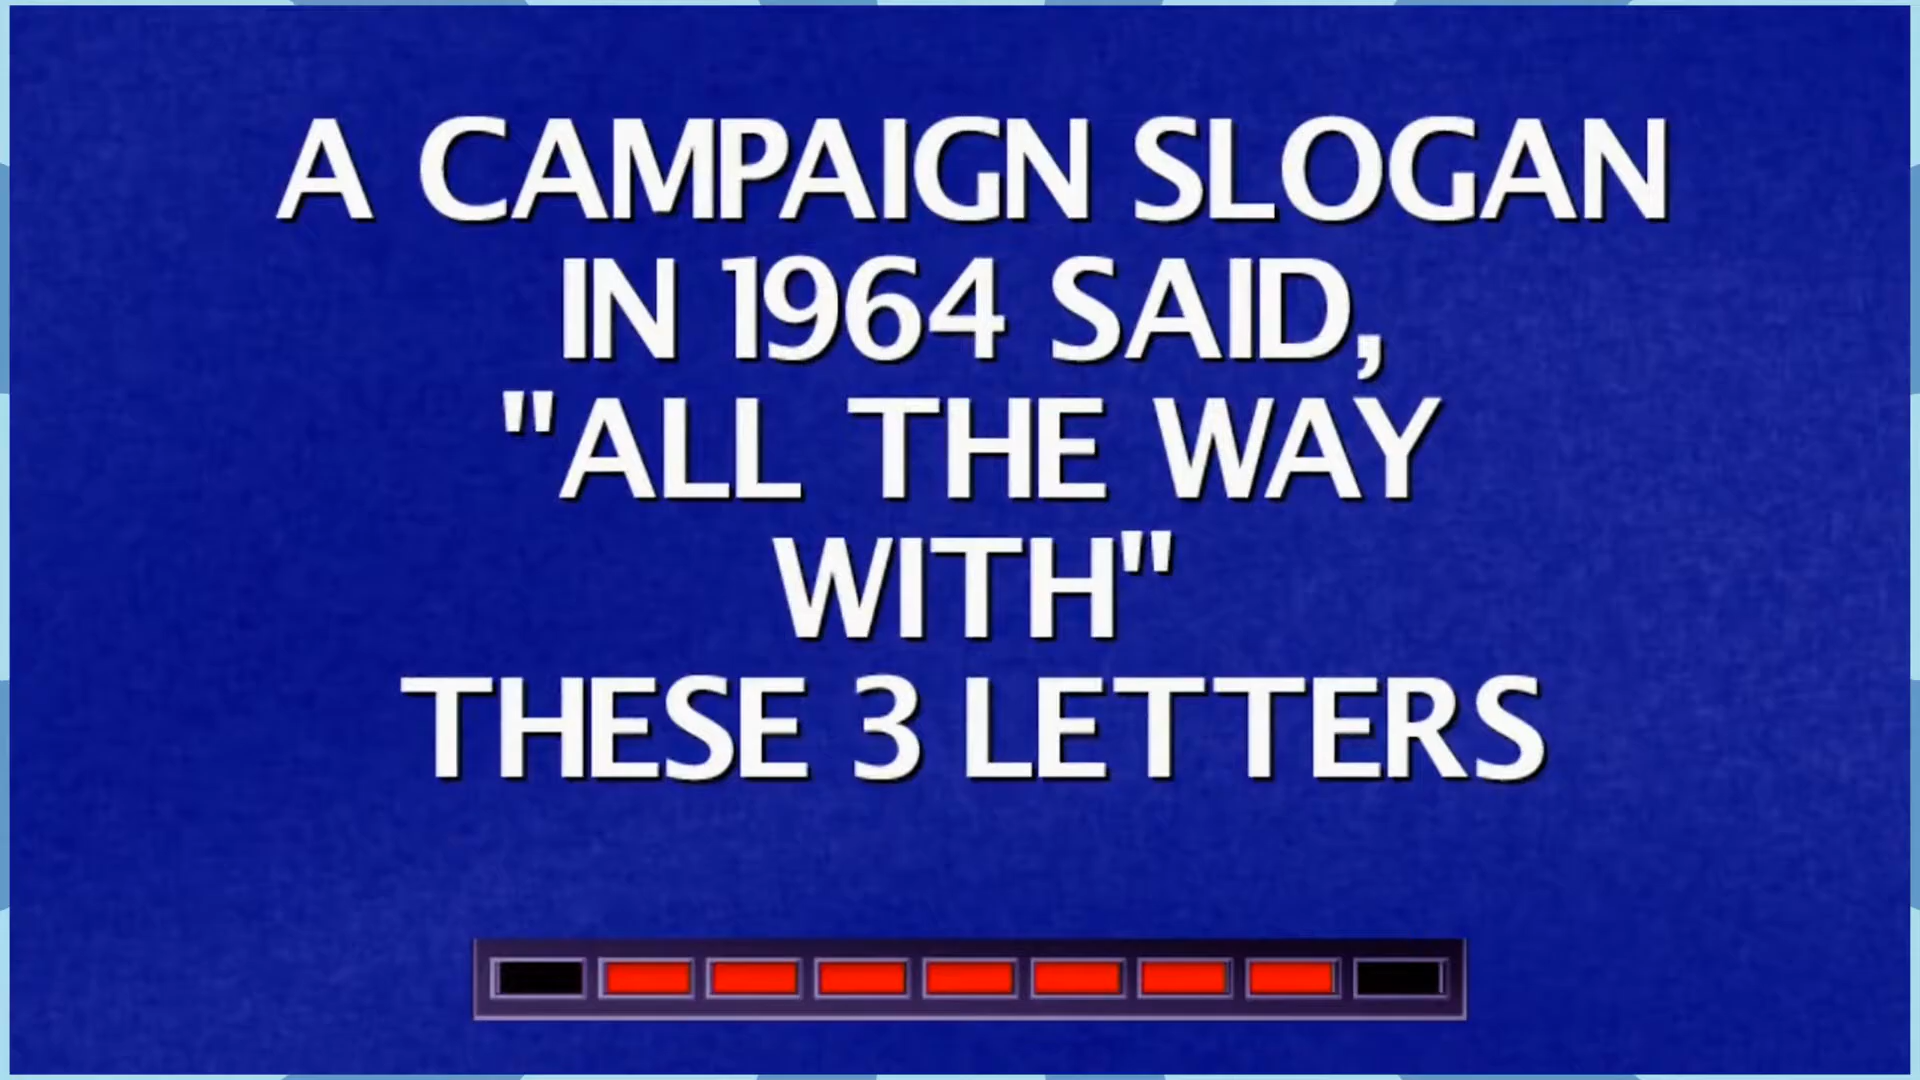 A CAMPAIGN SLOGAN
IN 1964 SAID,
"ALL THE WAY
WITH"
THESE 3 LETTERS